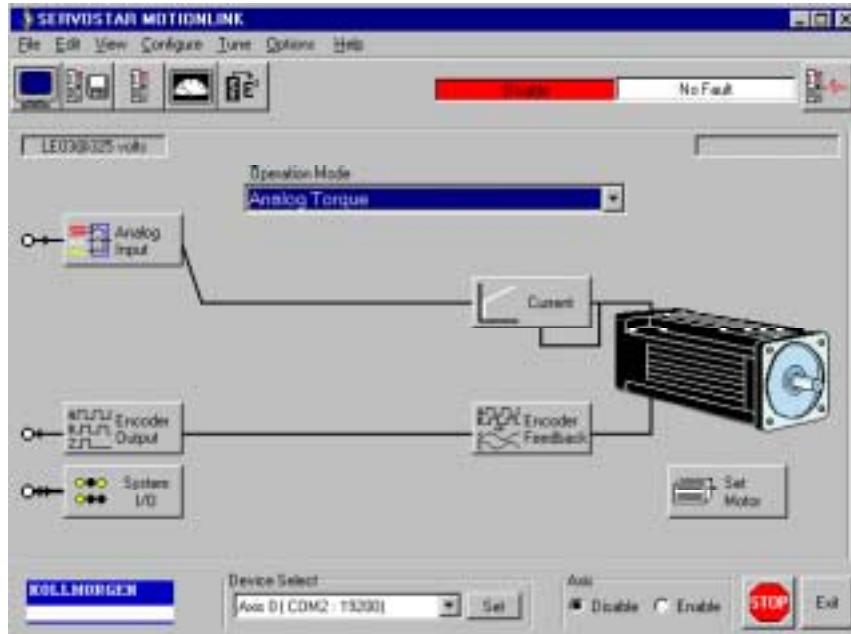 SERVOSTAR MOTIONLINK
File Edit View Configure Tune Options Help
Disable No Fault
volts
Operation Mode
Analog Torque
Analog
Input
Current
Encoder
Output
Encoder
Feedback
System
I/O
Set
Motor
KOLLMORGEN
Device Select
Axis 0 ( COM2 : 19200)
Set
Axis
Disable Enable
STOP
Exit